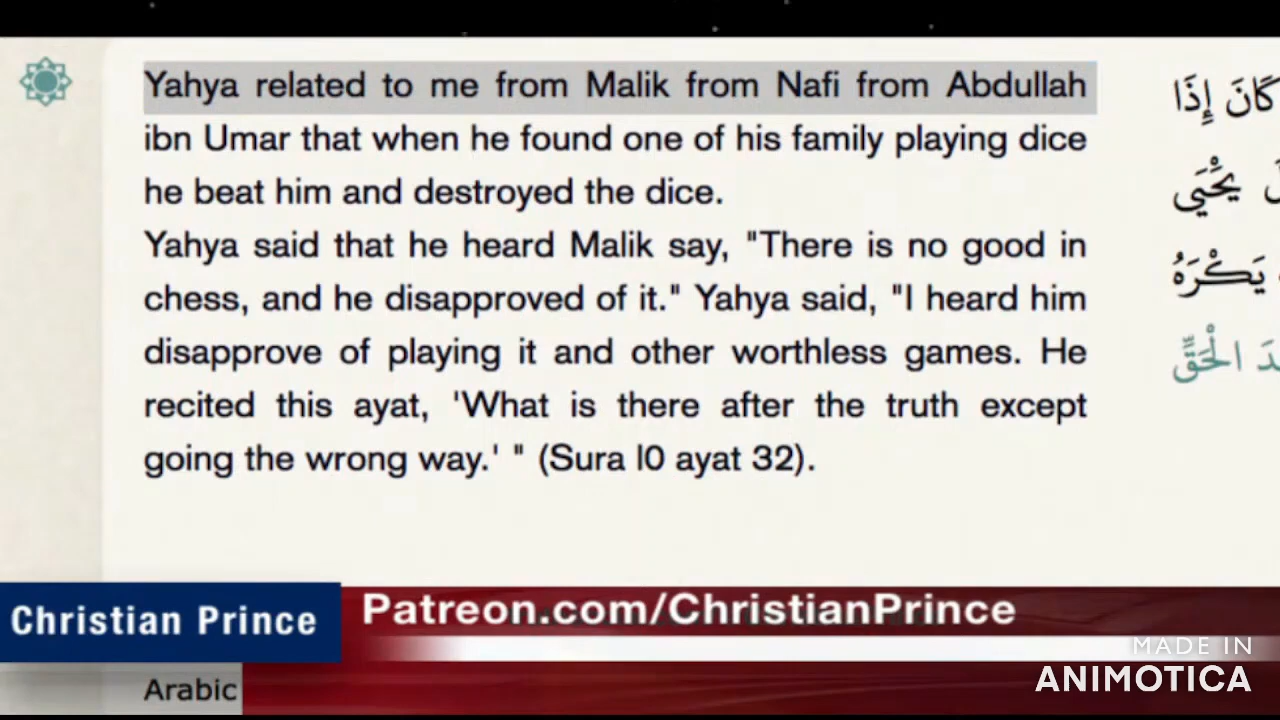 Yahya related to me from Malik from Nafi from Abdullah
ibn Umar that when he found one of his family playing dice
he beat him and destroyed the dice.
Yahya said that he heard Malik say, "There is no good in
chess, and he disapproved of it." Yahya said, "I heard him
disapprove of playing it and other worthless games. He
recited this ayat, 'What is there after the truth except
going the wrong way.' " (Sura l0 ayat 32).
كَانَ إِذَا
يَحْيَى
يَكْرَهُ
الْحَقِّ
Christian Prince
Patreon.com/ChristianPrince
MADE IN
ANIMOTICA
Arabic